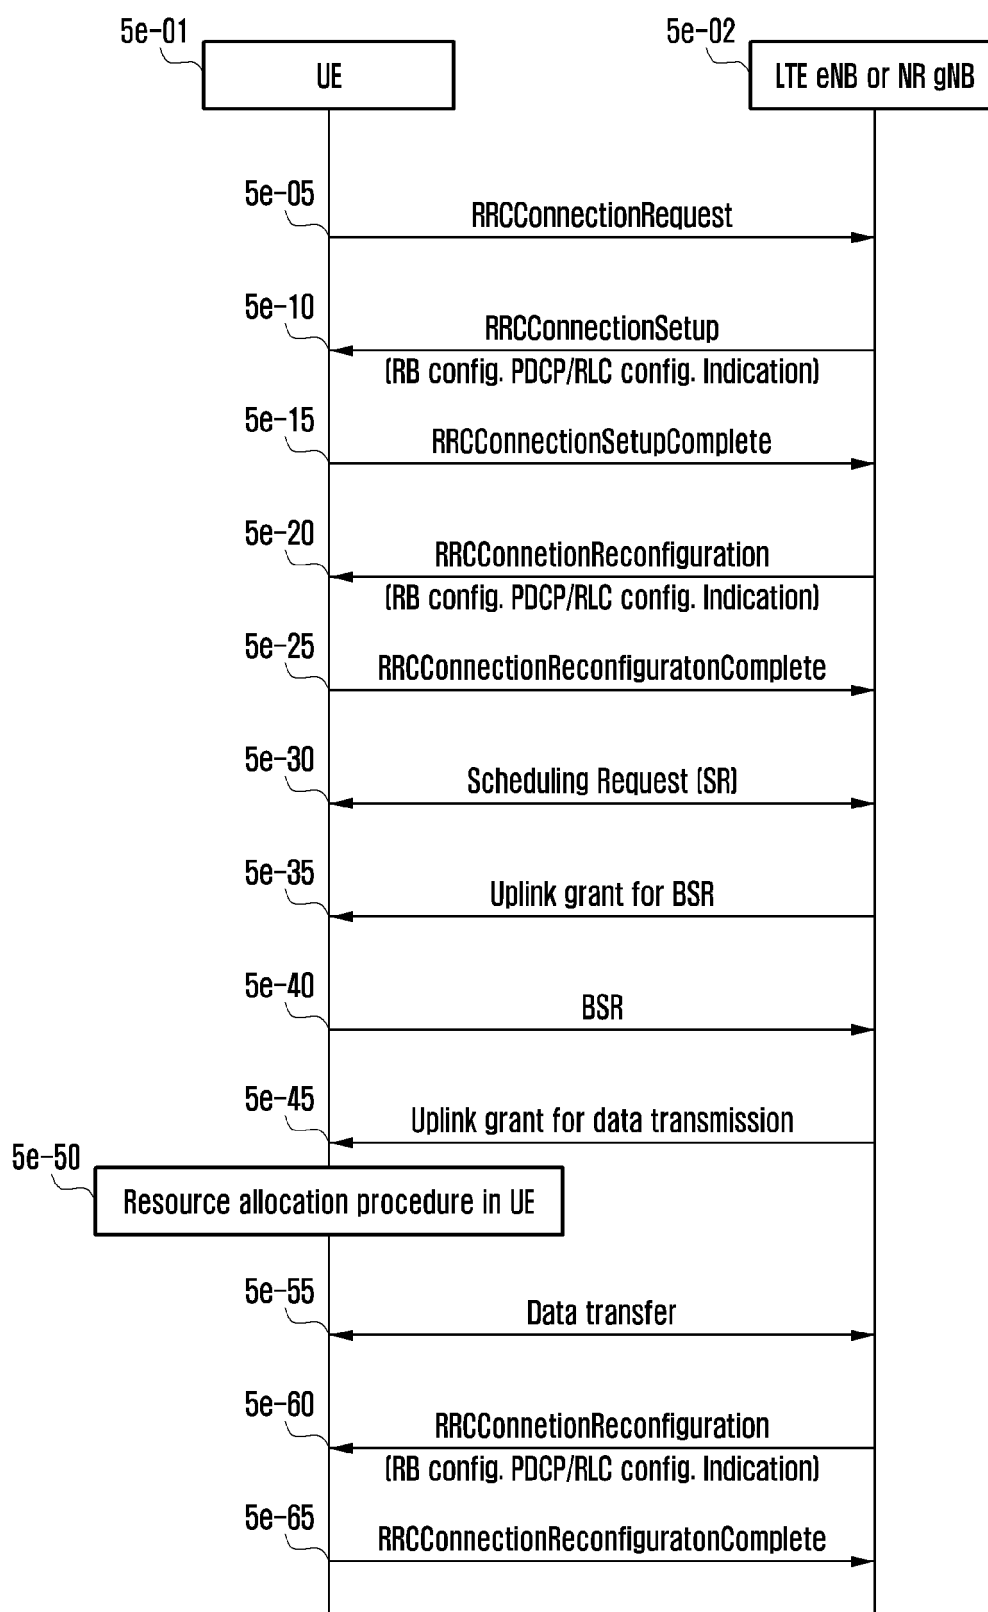 5e-01
5e-02
UE
LTE eNB or NR gNB
5e-05
RRCConnectionRequest
5e-10
RRCConnectionSetup
(RB config. PDCP/RLC config. Indication)
5e-15
RRCConnectionSetupComplete
5e-20
RRCConnetionReconfiguration
(RB config. PDCP/RLC config. Indication)
5e-25
RRCConnectionReconfiguratonComplete
5e-30
Scheduling Request (SR)
5e-35
Uplink grant for BSR
5e-40
BSR
5e-45
Uplink grant for data transmission
5e-50
Resource allocation procedure in UE
5e-55
Data transfer
5e-60
RRCConnetionReconfiguration
(RB config. PDCP/RLC config. Indication)
5e-65
RRCConnectionReconfiguratonComplete